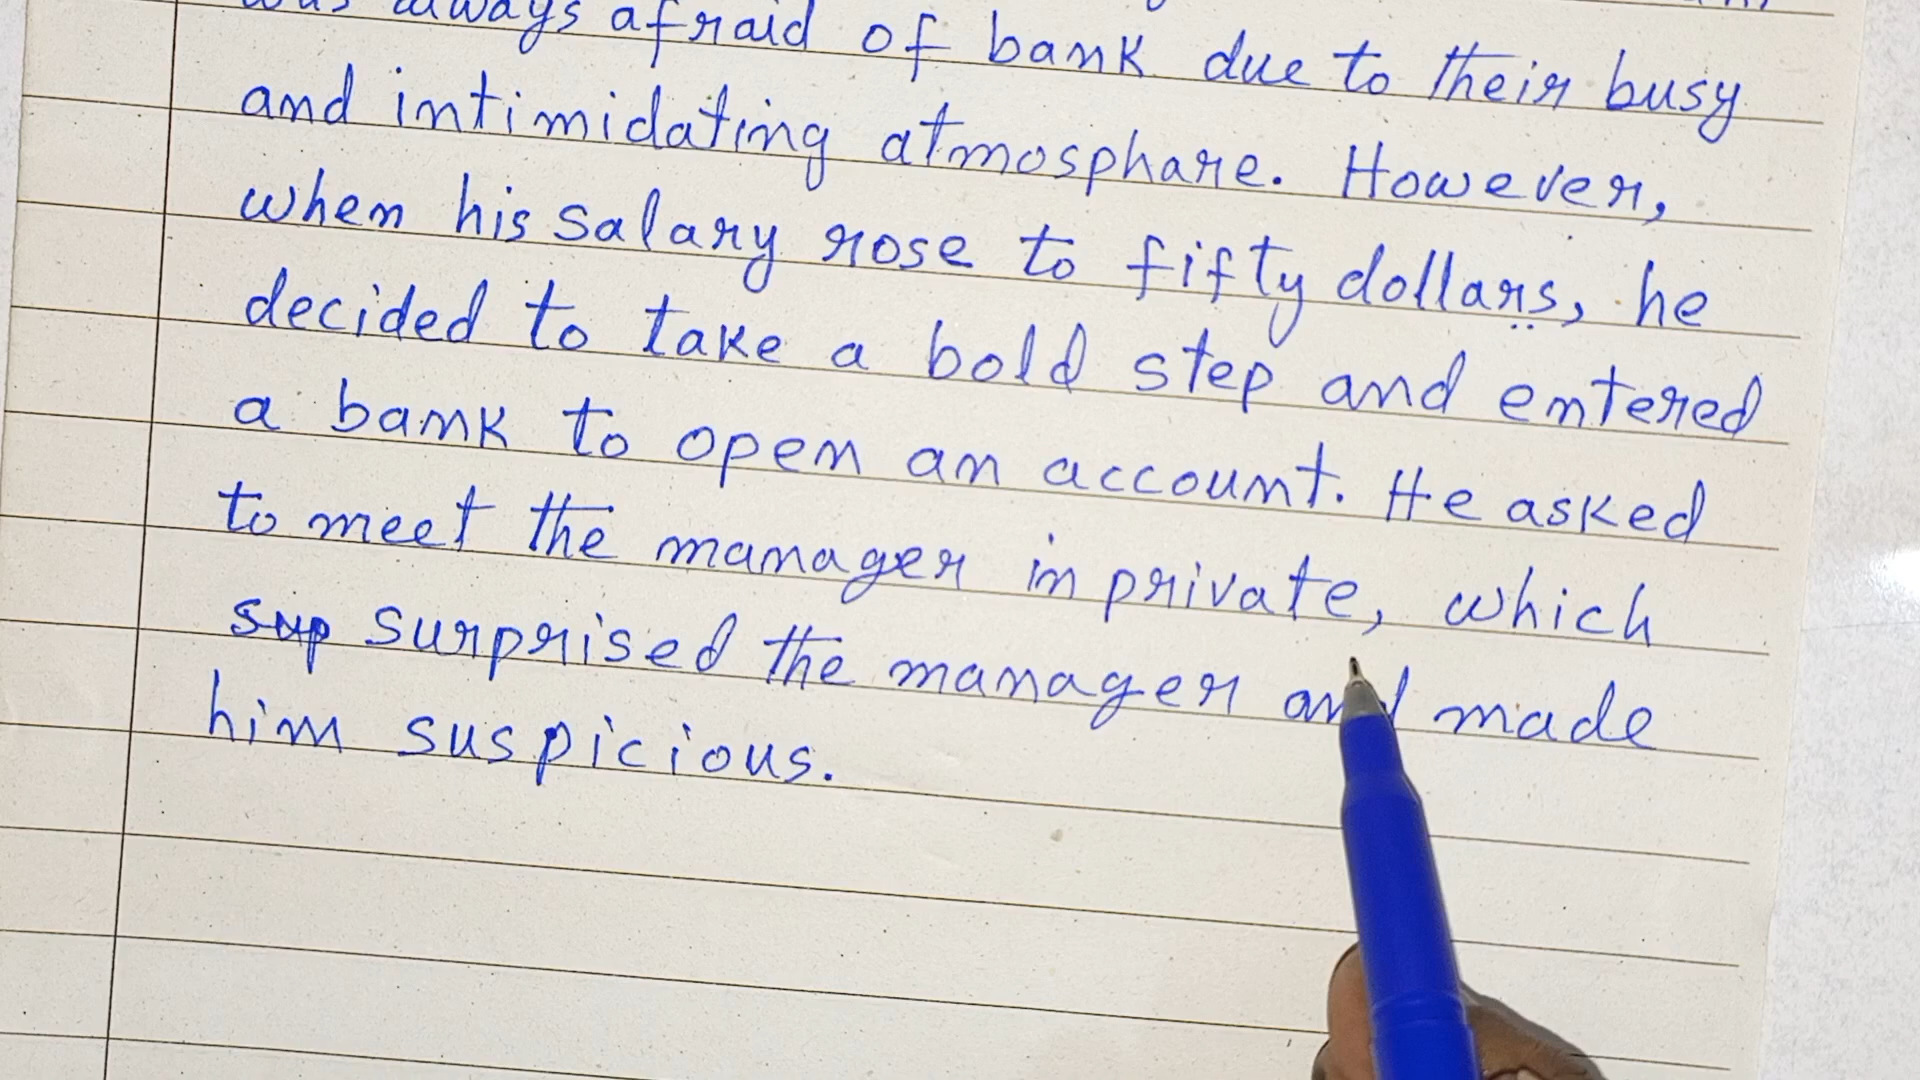 was always afraid of bank due to their busy
and intimidating atmosphare. However,
when his salary rose to fifty dollars, he
decided to take a bold step and entered
a bank to open an account. He asked
to meet the manager in private, which
sup surprised the manager and made
him suspicious.